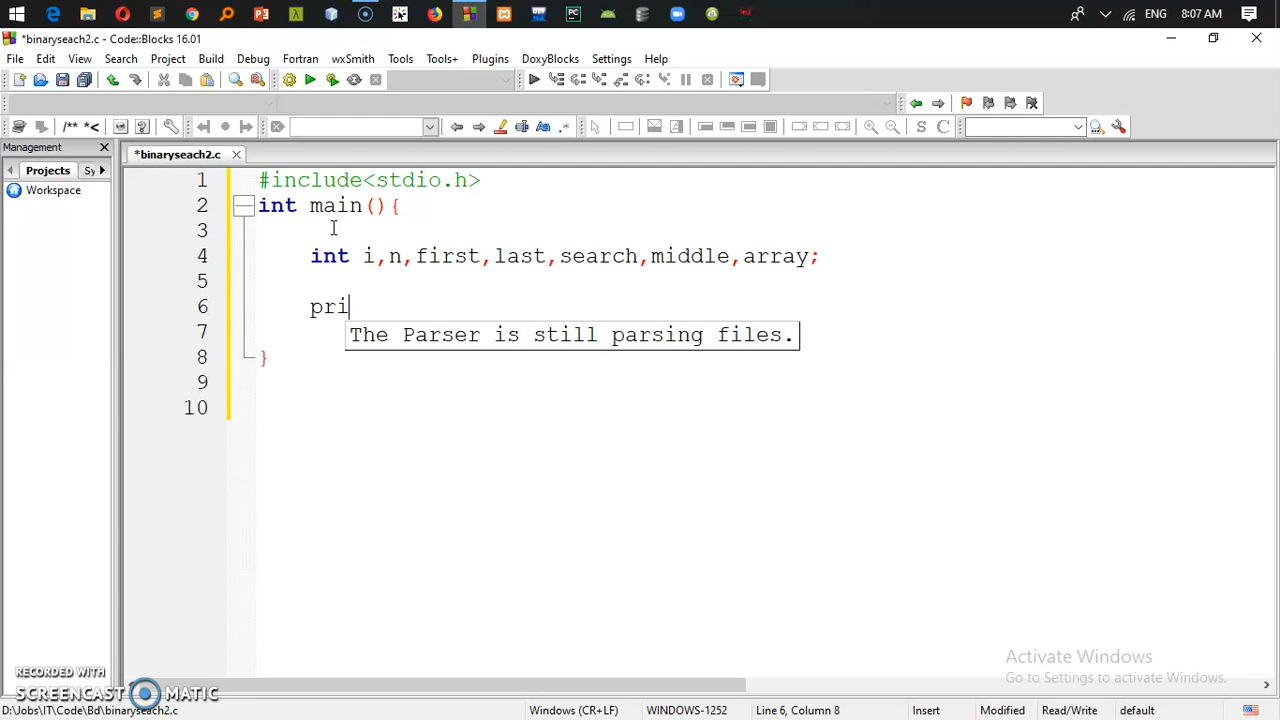 ENG 8:07 AM
*binaryseach2.c - Code::Blocks 16.01
File Edit View Search Project Build Debug Fortran wxSmith Tools Tools+ Plugins DoxyBlocks Settings Help
/** *<
S C
Management
Projects Sy
*binaryseach2.c
Workspace
1 #include<stdio.h>
2 int main(){
3
4 int i,n,first,last,search,middle,array;
5
6 pri
The Parser is still parsing files.
7
8 }
9
10
Activate Windows
Go to Settings to activate Windows.
RECORDED WITH
SCREENCAST MATIC
D:\Jobs\IT\Code\Bd\binaryseach2.c Windows (CR+LF) WINDOWS-1252 Line 6, Column 8 Insert Modified Read/Write default